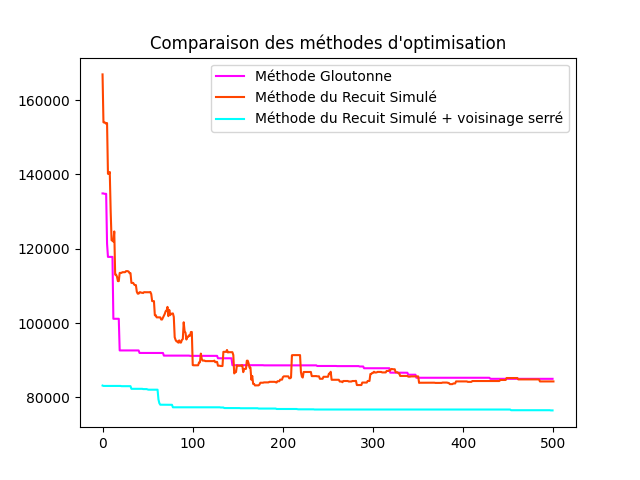 Comparaison des méthodes d'optimisation
Méthode Gloutonne
Méthode du Recuit Simulé
Méthode du Recuit Simulé + voisinage serré
160000
140000
120000
100000
80000
0 100 200 300 400 500